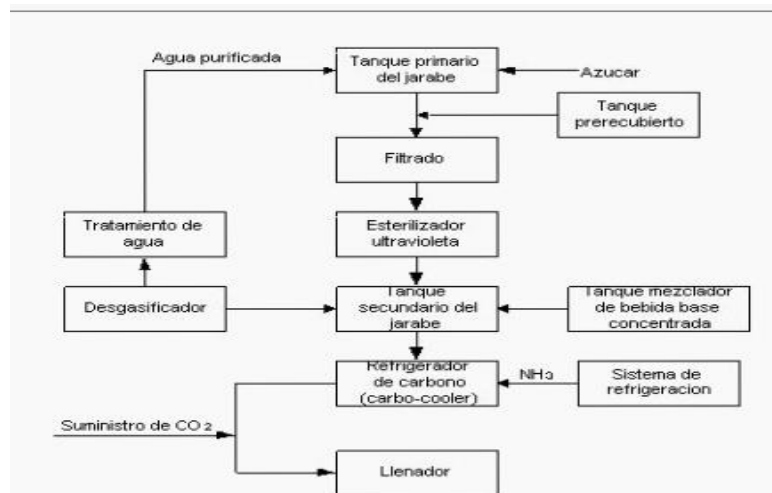 Agua purificada
Tanque primario
del jarabe
Azucar
Tanque
prerecubierto
Filtrado
Tratamiento de
agua
Esterilizador
ultravioleta
Desgasificador
Tanque
secundario del
jarabe
Tanque mezclador
de bebida base
concentrada
Refrigerador
de carbono
(carbo-cooler)
NH3
Sistema de
refrigeracion
Suministro de CO2
Llenador